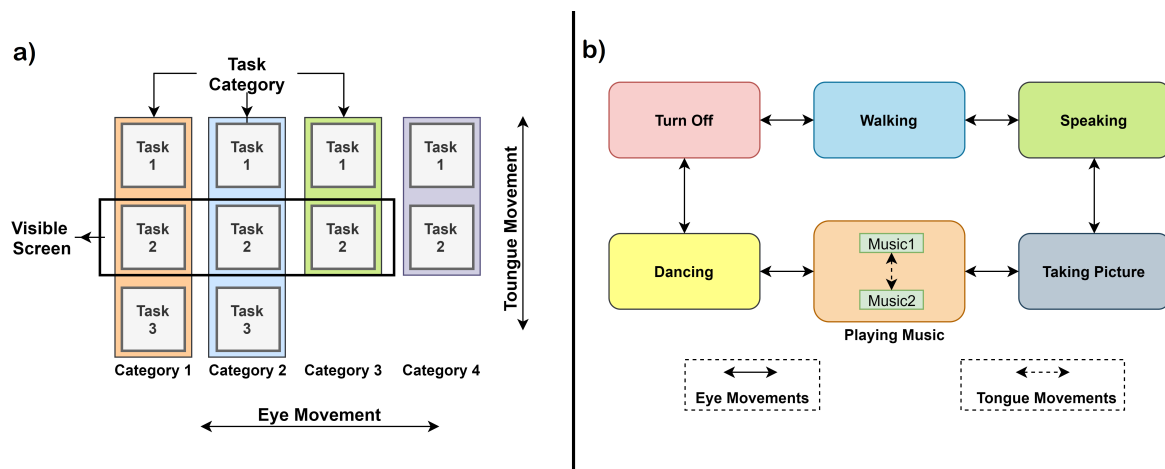 a)
Task
Category
Task
1
Task
1
Task
1
Task
1
Visible
Screen
Task
2
Task
2
Task
2
Task
2
Task
3
Task
3
Category 1
Category 2
Category 3
Category 4
Toungue Movement
Eye Movement
b)
Turn Off
Walking
Speaking
Dancing
Music1
Music2
Taking Picture
Playing Music
Eye Movements
Tongue Movements